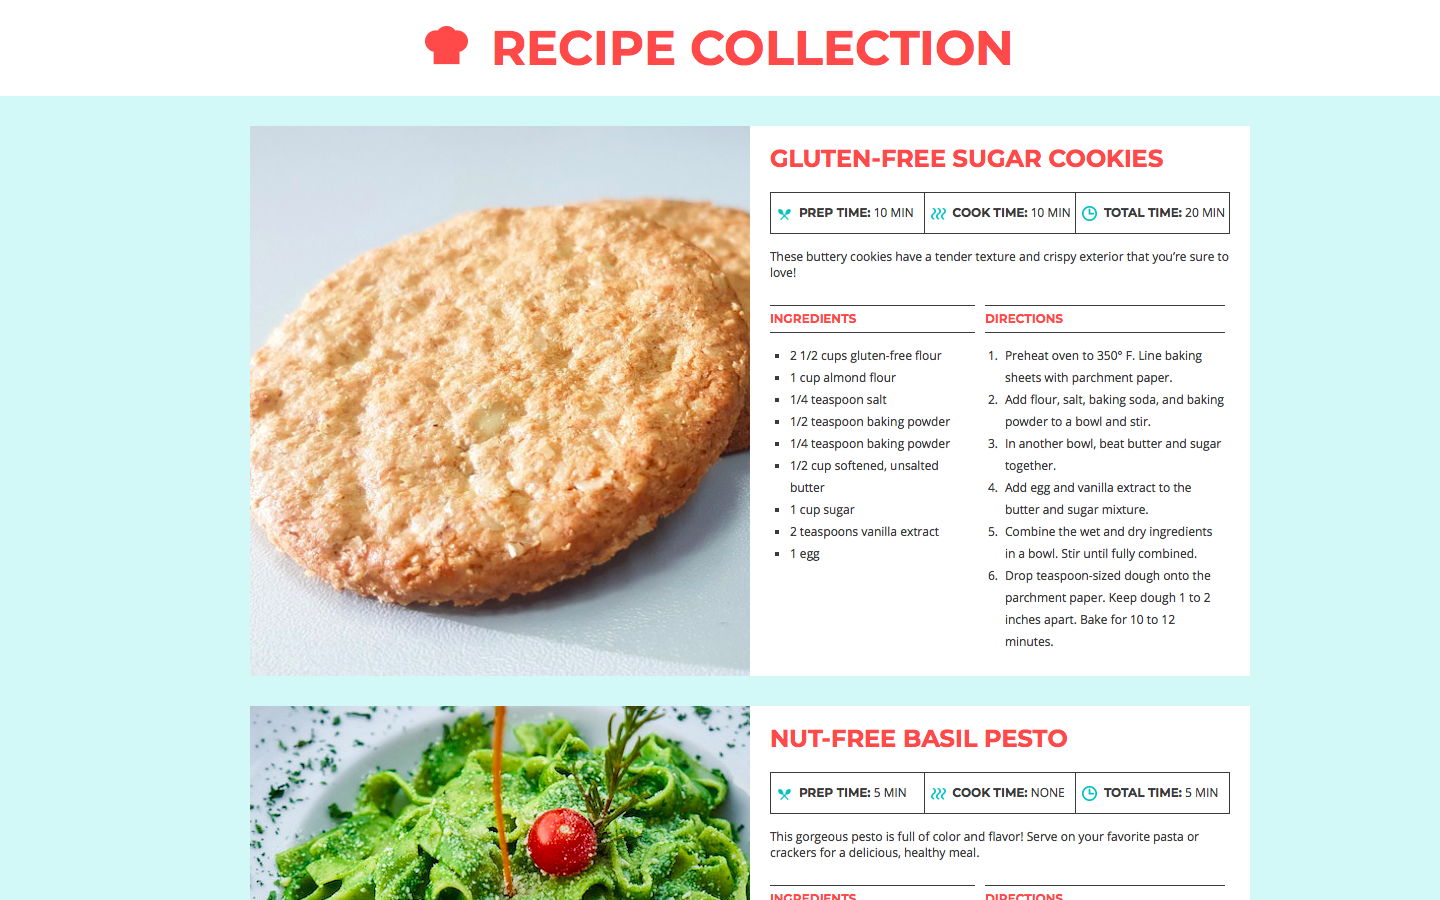 RECIPE COLLECTION
GLUTEN-FREE SUGAR COOKIES
PREP TIME: 10 MIN COOK TIME: 10 MIN TOTAL TIME: 20 MIN
These buttery cookies have a tender texture and crispy exterior that you’re sure to
love!
INGREDIENTS
▪ 2 1/2 cups gluten-free flour
▪ 1 cup almond flour
▪ 1/4 teaspoon salt
▪ 1/2 teaspoon baking powder
▪ 1/4 teaspoon baking powder
▪ 1/2 cup softened, unsalted
butter
▪ 1 cup sugar
▪ 2 teaspoons vanilla extract
▪ 1 egg
DIRECTIONS
1. Preheat oven to 350° F. Line baking
sheets with parchment paper.
2. Add flour, salt, baking soda, and baking
powder to a bowl and stir.
3. In another bowl, beat butter and sugar
together.
4. Add egg and vanilla extract to the
butter and sugar mixture.
5. Combine the wet and dry ingredients
in a bowl. Stir until fully combined.
6. Drop teaspoon-sized dough onto the
parchment paper. Keep dough 1 to 2
inches apart. Bake for 10 to 12
minutes.
NUT-FREE BASIL PESTO
PREP TIME: 5 MIN COOK TIME: NONE TOTAL TIME: 5 MIN
This gorgeous pesto is full of color and flavor! Serve on your favorite pasta or
crackers for a delicious, healthy meal.
INGREDIENTS
DIRECTIONS